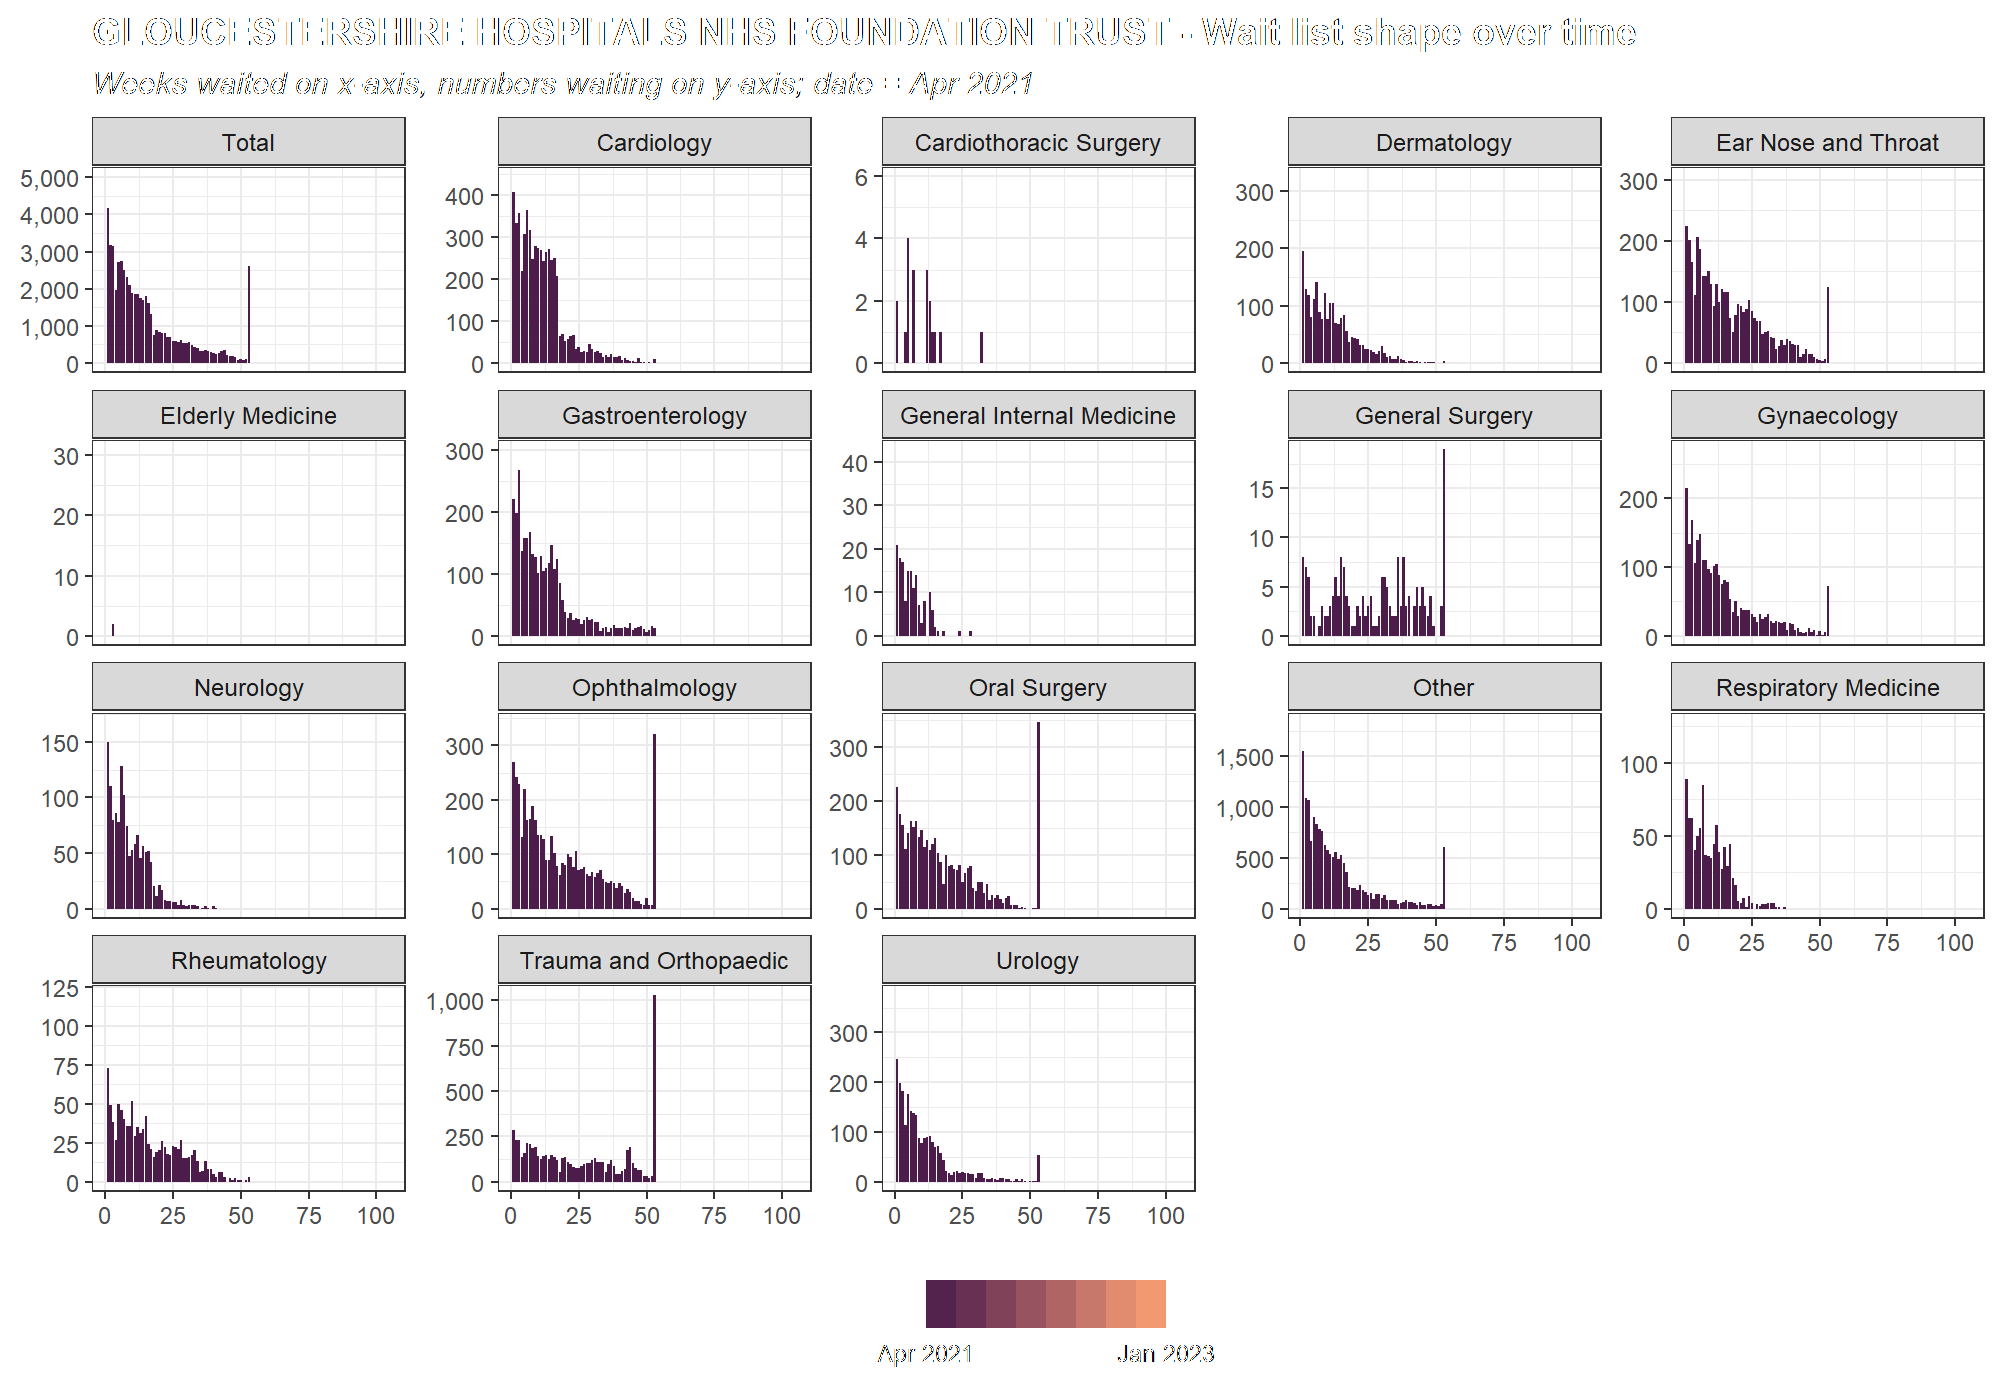 GLOUCESTERSHIRE HOSPITALS NHS FOUNDATION TRUST - Wait list shape over time
Weeks waited on x-axis, numbers waiting on y-axis; date = Apr 2021
Total
Cardiology
Cardiothoracic Surgery
Dermatology
Ear Nose and Throat
5,000
4,000
3,000
2,000
1,000
0
400
300
200
100
0
6
4
2
0
300
200
100
0
300
200
100
0
Elderly Medicine
Gastroenterology
General Internal Medicine
General Surgery
Gynaecology
30
20
10
0
300
200
100
0
40
30
20
10
0
15
10
5
0
200
100
0
Neurology
Ophthalmology
Oral Surgery
Other
Respiratory Medicine
150
100
50
0
300
200
100
0
300
200
100
0
1,500
1,000
500
0
100
50
0
0 25 50 75 100
0 25 50 75 100
Rheumatology
Trauma and Orthopaedic
Urology
125
100
75
50
25
0
1,000
750
500
250
0
300
200
100
0
0 25 50 75 100
0 25 50 75 100
0 25 50 75 100
Apr 2021
Jan 2023